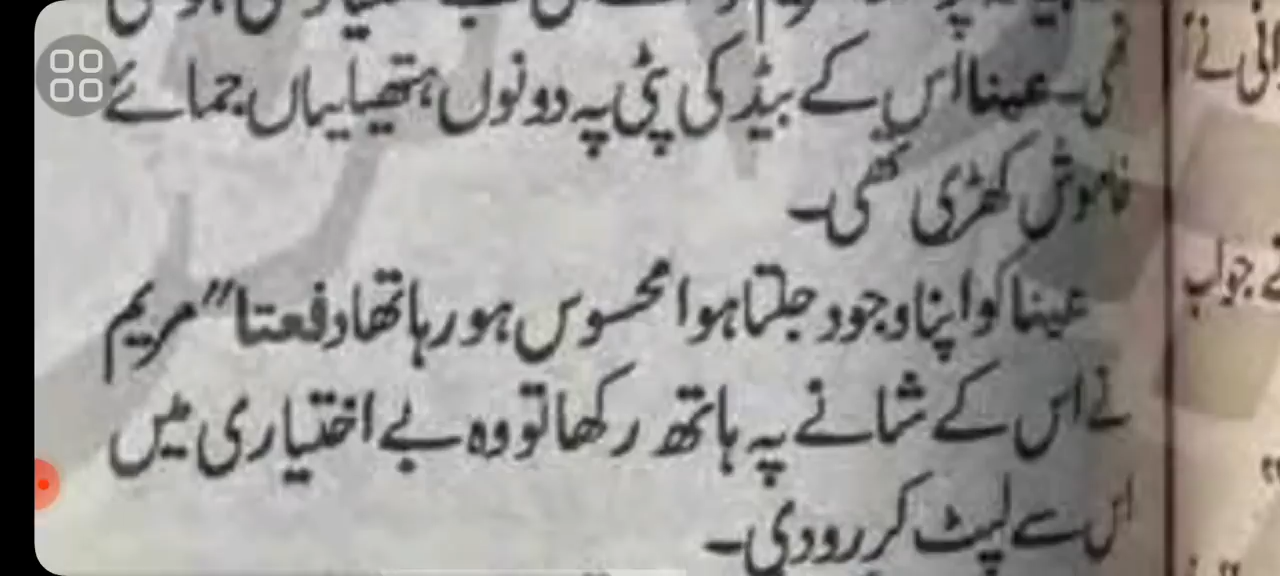 تھی۔ عینا اُس کے بیڈ کی پٹی پہ دونوں ہتھیلیاں جمائے
خاموش کھڑی تھی۔
عینا کو اپنا وجود جلتا ہوا محسوس ہو رہا تھا دفعتا" مریم
نے اس کے شانے پہ ہاتھ رکھا تو وہ بے اختیاری میں
اس سے لپٹ کر رو دی۔
جواب